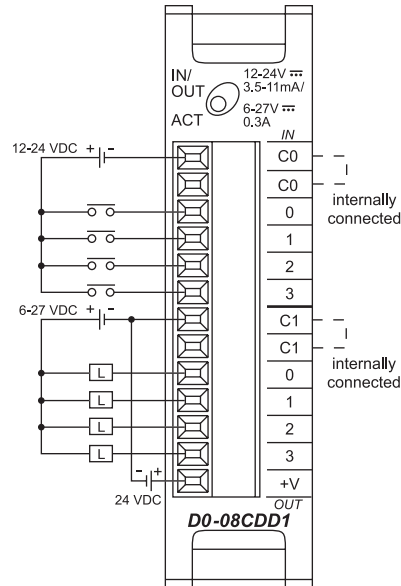 IN/
OUT
ACT
12-24V
3.5-11mA/
6-27V
0.3A
IN
12-24 VDC + -
C0
C0
internally
connected
0
1
2
3
6-27 VDC + -
C1
C1
internally
connected
L
0
L
1
L
2
L
3
- +
24 VDC
+V
OUT
D0-08CDD1